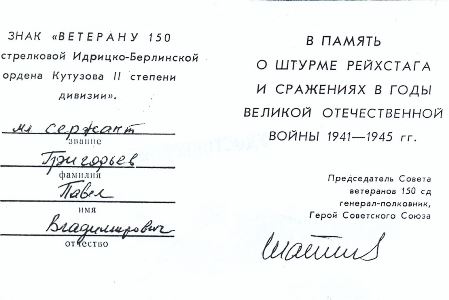 ЗНАК «ВЕТЕРАНУ 150
стрелковой Идрицко-Берлинской
ордена Кутузова II степени
дивизии».
мл сержант
звание
Григорьев
фамилия
Павел
имя
Владимирович
отчество
В ПАМЯТЬ
О ШТУРМЕ РЕЙХСТАГА
И СРАЖЕНИЯХ В ГОДЫ
ВЕЛИКОЙ ОТЕЧЕСТВЕННОЙ
ВОЙНЫ 1941—1945 гг.
Председатель Совета
ветеранов 150 сд
генерал-полковник,
Герой Советского Союза